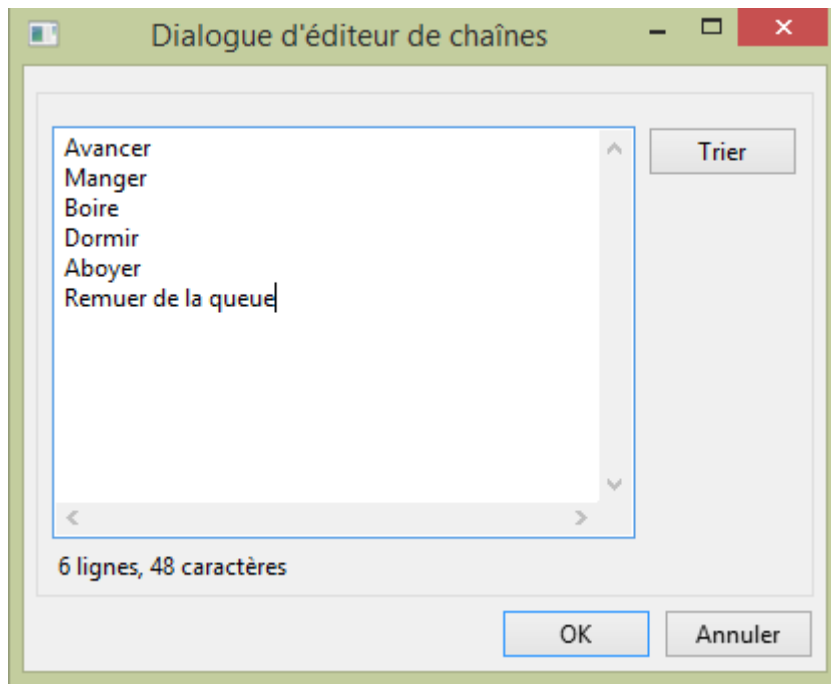 Dialogue d'éditeur de chaînes
Avancer
Trier
Manger
Boire
Dormir
Aboyer
Remuer de la queue
6 lignes, 48 caractères
OK
Annuler